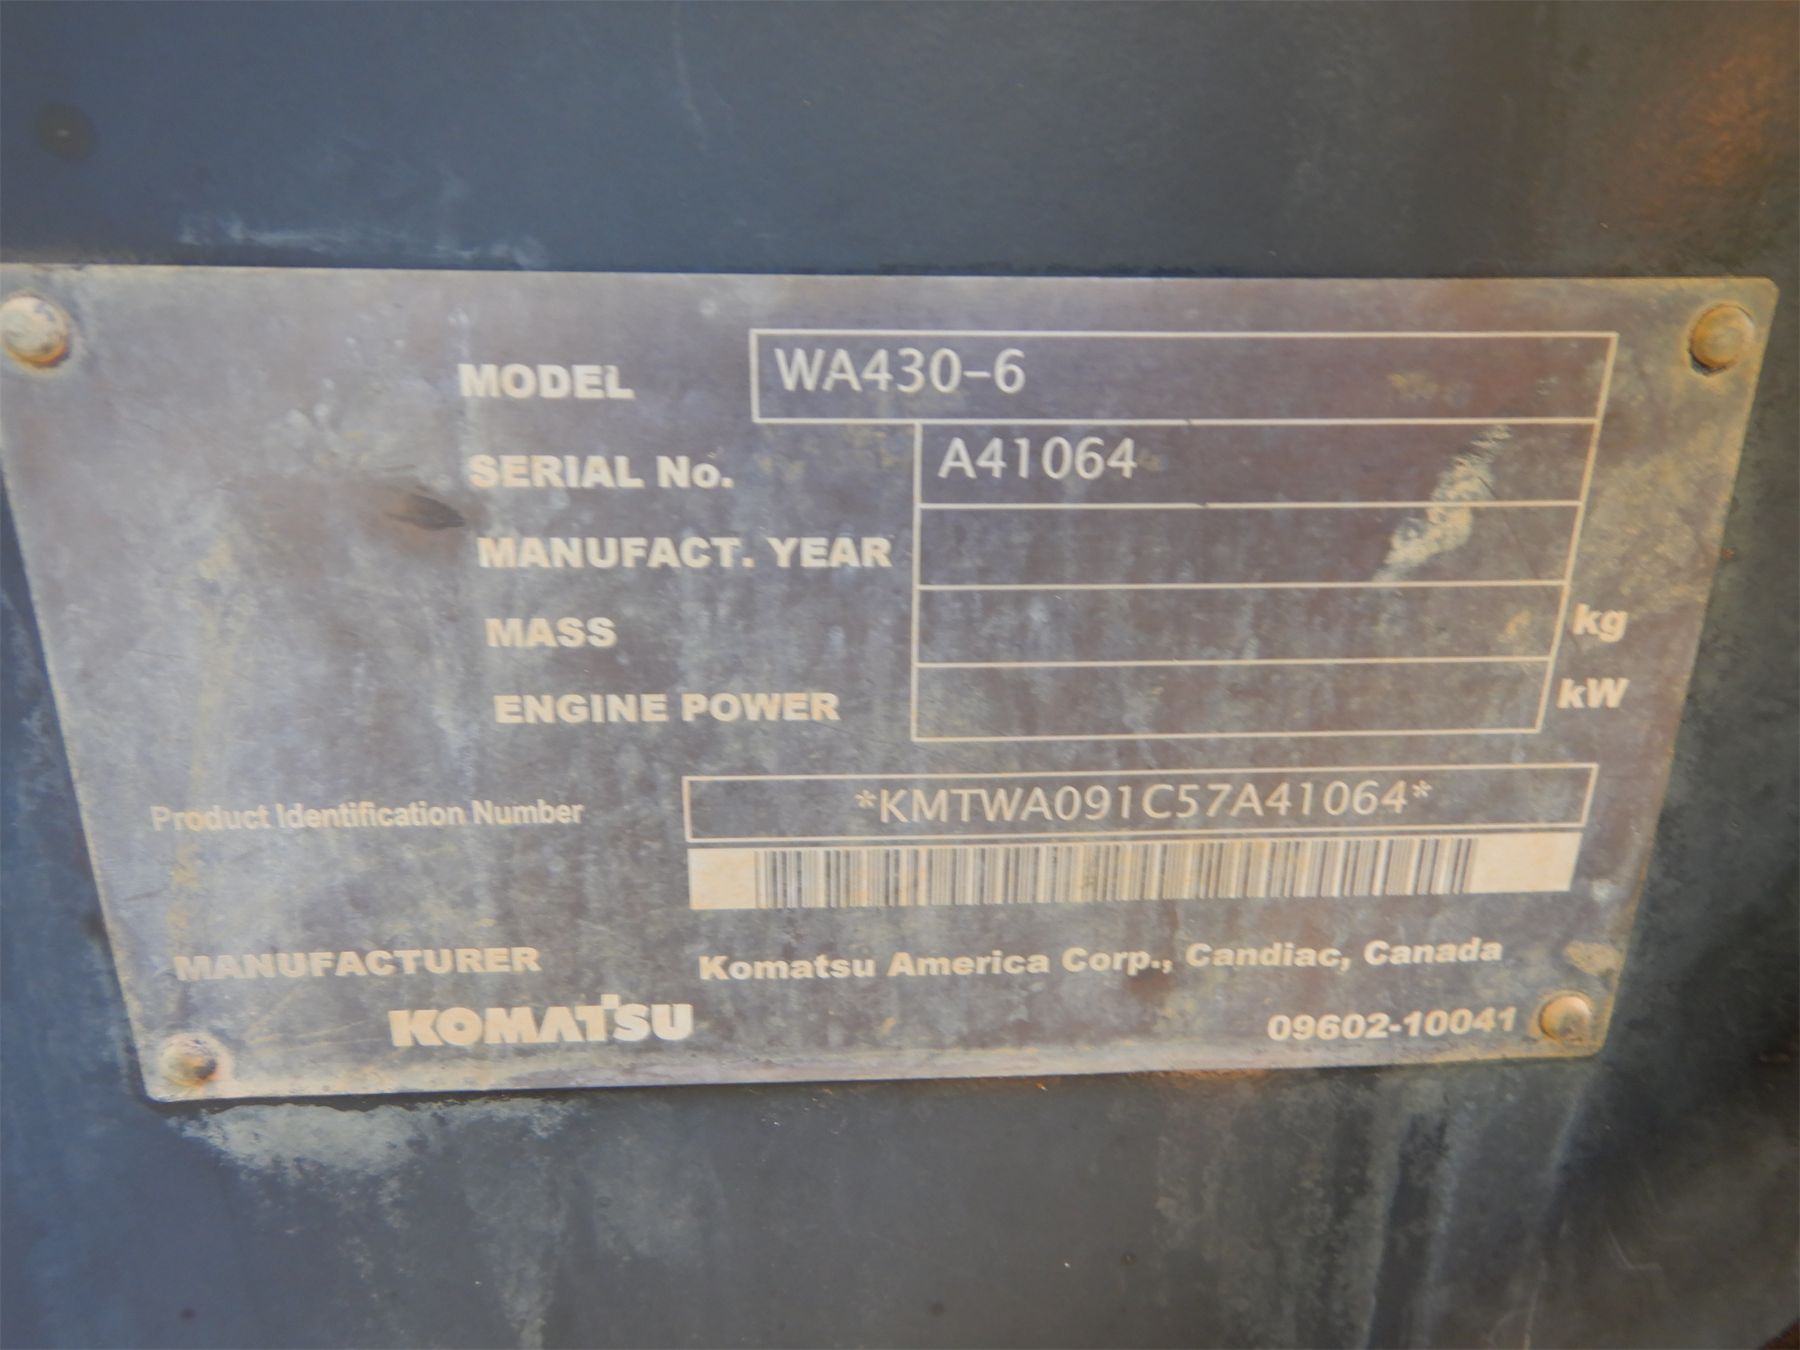 MODEL WA430-6
SERIAL No. A41064
MANUFACT. YEAR
MASS kg
ENGINE POWER kW
Product Identification Number *KMTWA091C57A41064*
MANUFACTURER Komatsu America Corp., Candiac, Canada
KOMATSU 09602-10041